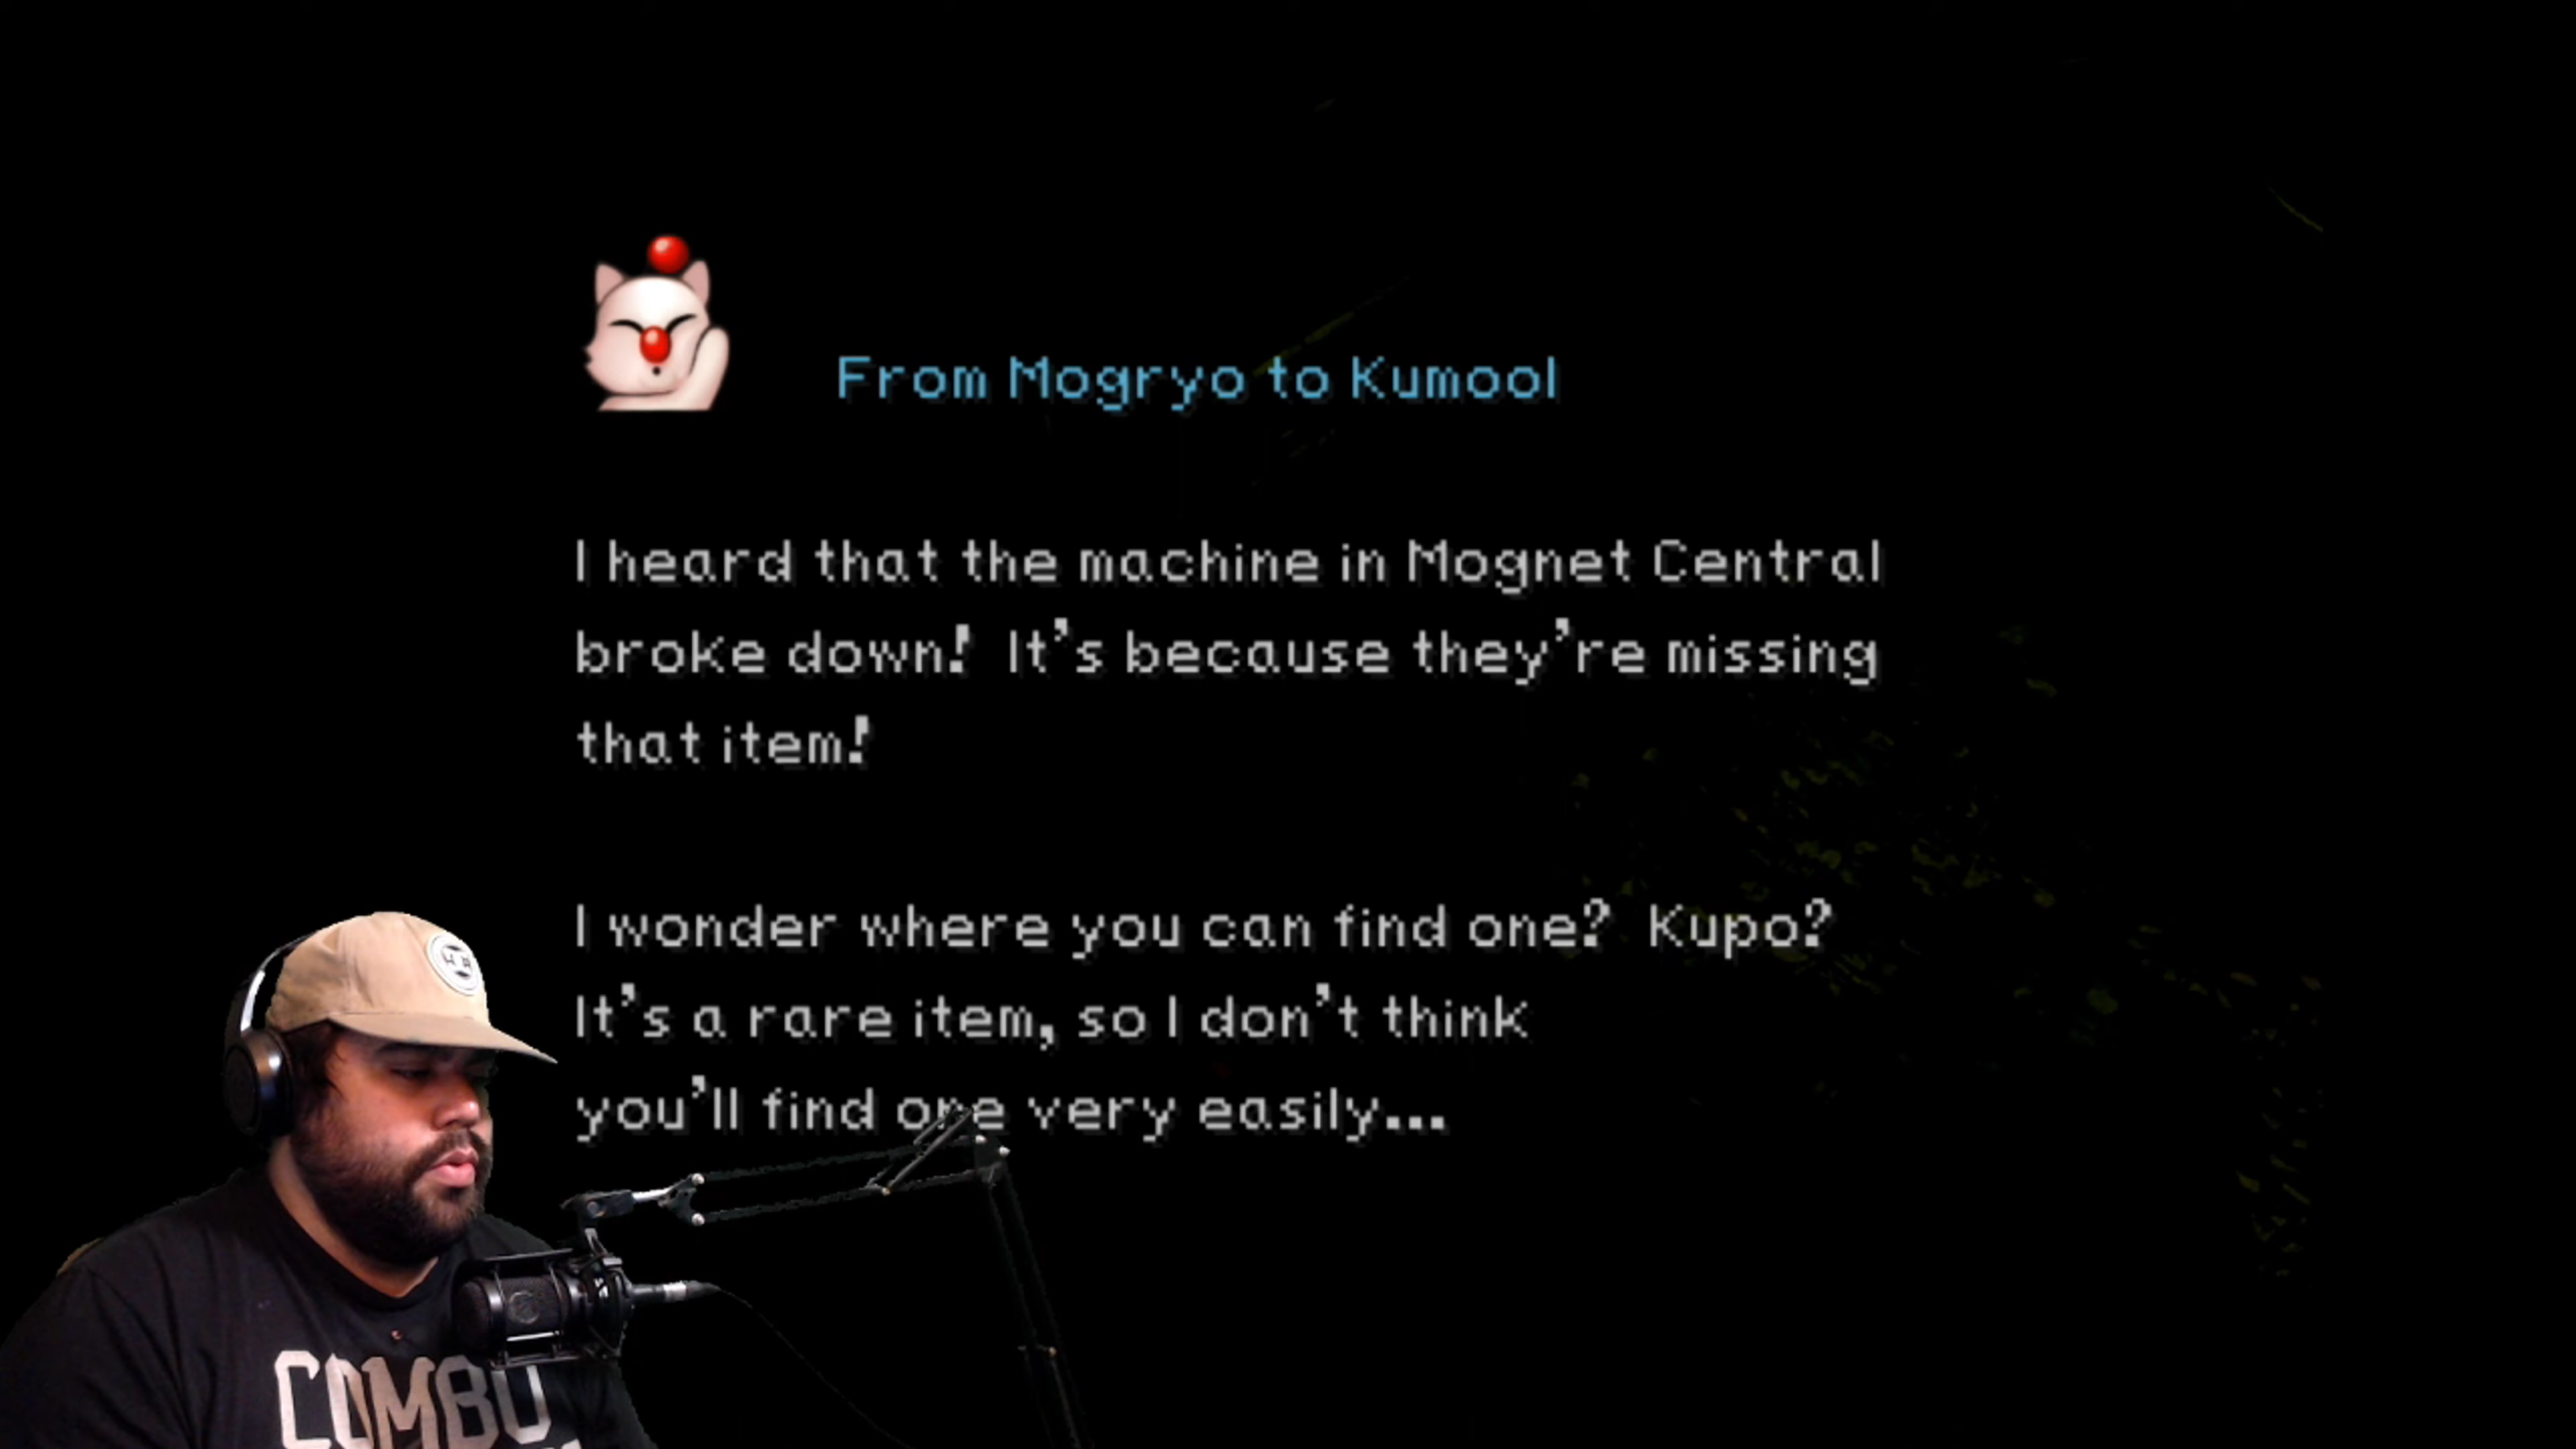 From Mogryo to Kumool
I heard that the machine in Mognet Central
broke down!  It's because they're missing
that item!
I wonder where you can find one?  Kupo?
It's a rare item, so I don't think
you'll find one very easily...
COMBO